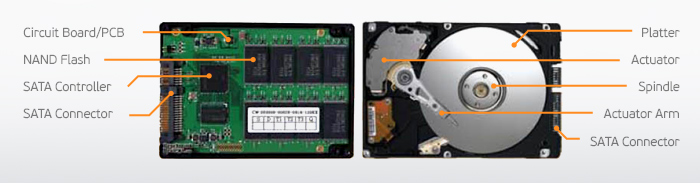 Circuit Board/PCB
NAND Flash
SATA Controller
SATA Connector
Platter
Actuator
Spindle
Actuator Arm
SATA Connector